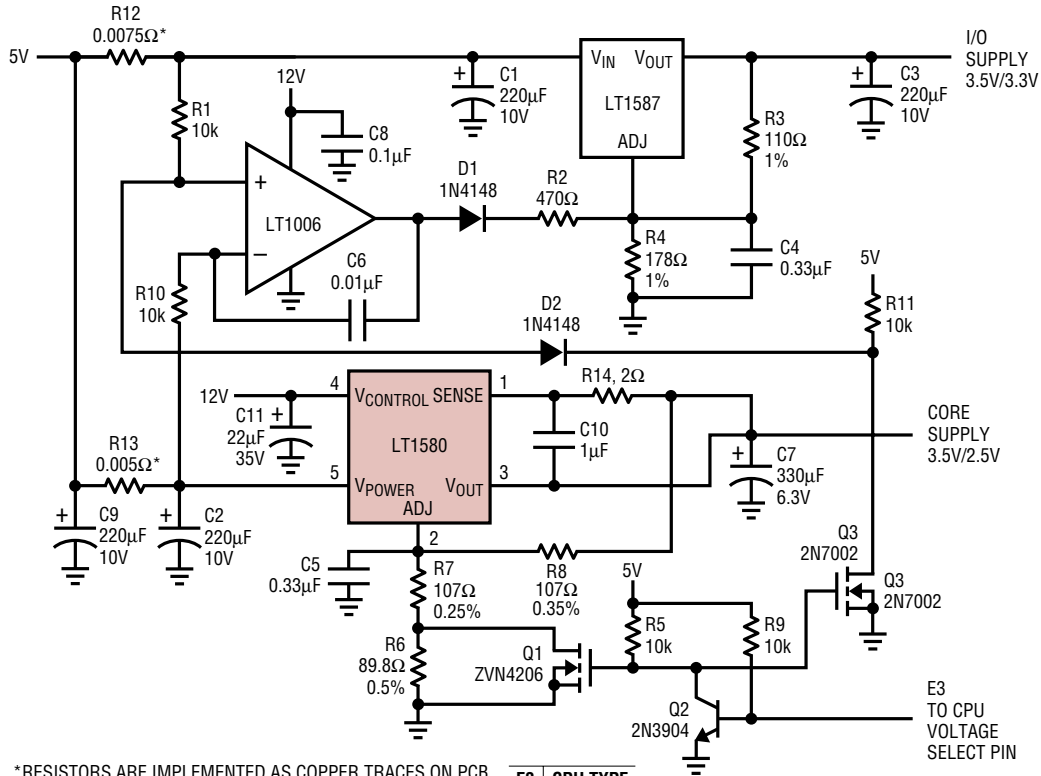 R12
0.0075Ω*
5V
R1
10k
12V
C8
0.1µF
+
C1
220µF
10V
VIN VOUT
LT1587
ADJ
+
C3
220µF
10V
I/O
SUPPLY
3.5V/3.3V
R3
110Ω
1%
+
LT1006
–
D1
1N4148
R2
470Ω
R4
178Ω
1%
C4
0.33µF
C6
0.01µF
R10
10k
D2
1N4148
5V
R11
10k
12V
C11 +
22µF
35V
4
VCONTROL SENSE
LT1580
VPOWER VOUT
ADJ
1
5
3
2
R14, 2Ω
C10
1µF
+
C7
330µF
6.3V
CORE
SUPPLY
3.5V/2.5V
R13
0.005Ω*
+
C9
220µF
10V
+
C2
220µF
10V
C5
0.33µF
R7
107Ω
0.25%
R8
107Ω
0.35%
R6
89.8Ω
0.5%
Q1
ZVN4206
5V
R5
10k
R9
10k
Q2
2N3904
Q3
2N7002
Q3
2N7002
E3
TO CPU
VOLTAGE
SELECT PIN
*RESISTORS ARE IMPLEMENTED AS COPPER TRACES ON PCB
E3 CPU TYPE